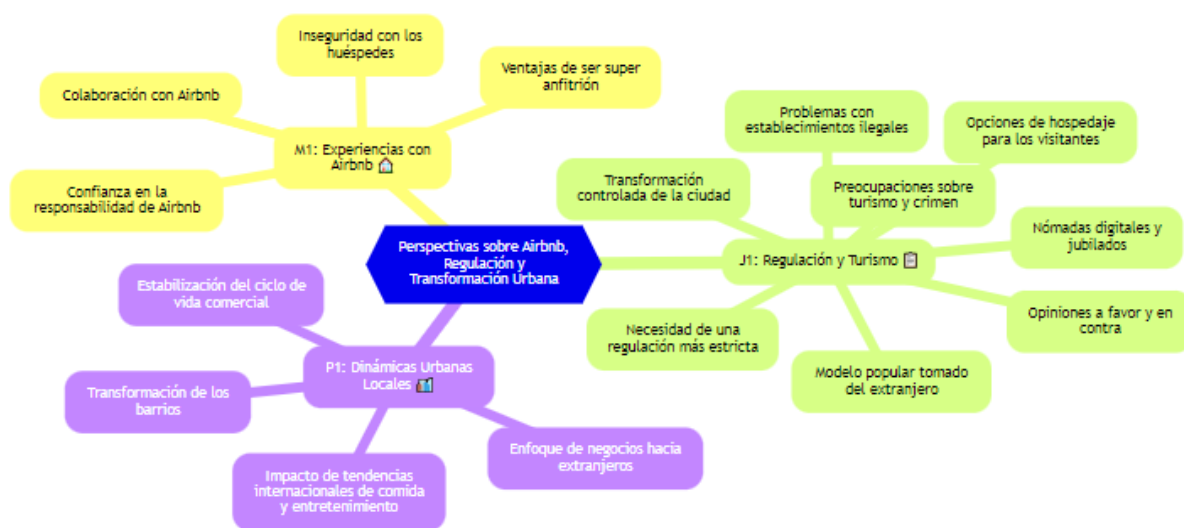 Perspectivas sobre Airbnb,
Regulación y
Transformación Urbana
M1: Experiencias con
Airbnb
Inseguridad con los
huéspedes
Ventajas de ser super
anfitrión
Colaboración con Airbnb
Confianza en la
responsabilidad de Airbnb
J1: Regulación y Turismo
Problemas con
establecimientos ilegales
Opciones de hospedaje
para los visitantes
Transformación
controlada de la ciudad
Preocupaciones sobre
turismo y crimen
Nómadas digitales y
jubilados
Opiniones a favor y en
contra
Necesidad de una
regulación más estricta
Modelo popular tomado
del extranjero
P1: Dinámicas Urbanas
Locales
Estabilización del ciclo de
vida comercial
Transformación de los
barrios
Impacto de tendencias
internacionales de comida
y entretenimiento
Enfoque de negocios hacia
extranjeros